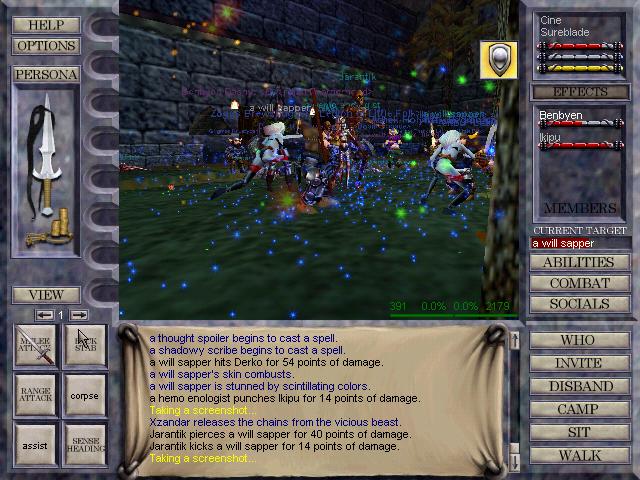 HELP
OPTIONS
PERSONA
VIEW
1
MELEE ATTACK
BACK STAB
RANGE ATTACK
corpse
assist
SENSE HEADING
Jarantik
a will sapper
391 0.0% 0.0% 2179
a thought spoiler begins to cast a spell.
a shadowy scribe begins to cast a spell.
a will sapper hits Derko for 54 points of damage.
a will sapper's skin combusts.
a will sapper is stunned by scintillating colors.
a hemo enologist punches Ikipu for 14 points of damage.
Taking a screenshot...
Xzandar releases the chains from the vicious beast.
Jarantik pierces a will sapper for 40 points of damage.
Jarantik kicks a will sapper for 14 points of damage.
Taking a screenshot...
Cine
Sureblade
EFFECTS
Benbyen
Ikipu
MEMBERS
CURRENT TARGET
a will sapper
ABILITIES
COMBAT
SOCIALS
WHO
INVITE
DISBAND
CAMP
SIT
WALK